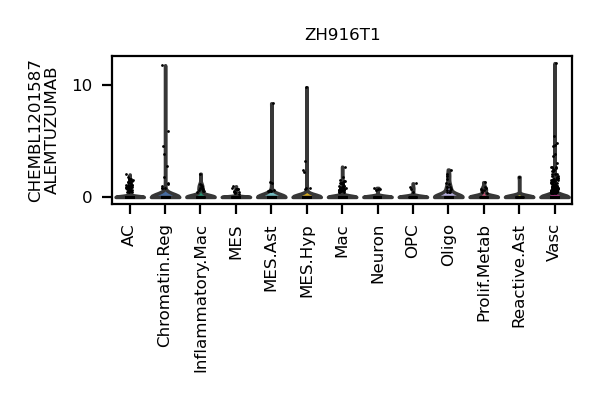 ZH916T1
CHEMBL1201587
ALEMTUZUMAB
10
0
AC
Chromatin.Reg
Inflammatory.Mac
MES
MES.Ast
MES.Hyp
Mac
Neuron
OPC
Oligo
Prolif.Metab
Reactive.Ast
Vasc